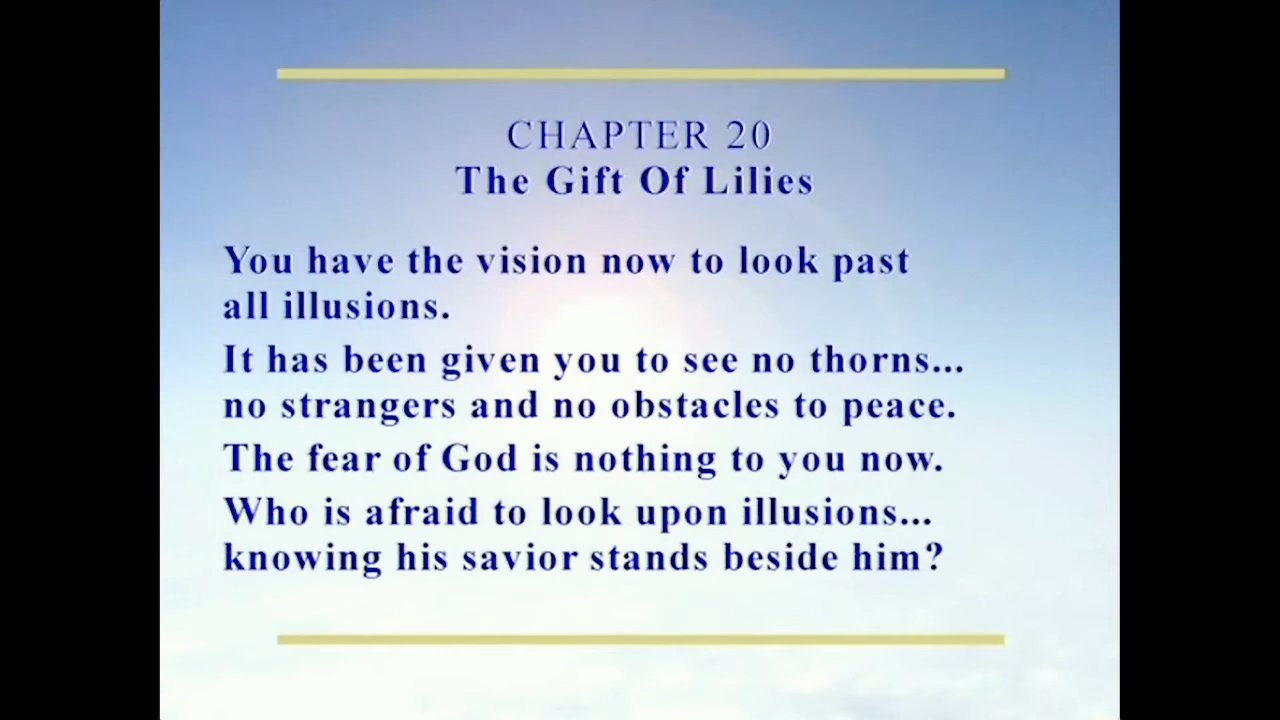 CHAPTER 20
The Gift Of Lilies
You have the vision now to look past
all illusions.
It has been given you to see no thorns...
no strangers and no obstacles to peace.
The fear of God is nothing to you now.
Who is afraid to look upon illusions...
knowing his savior stands beside him?